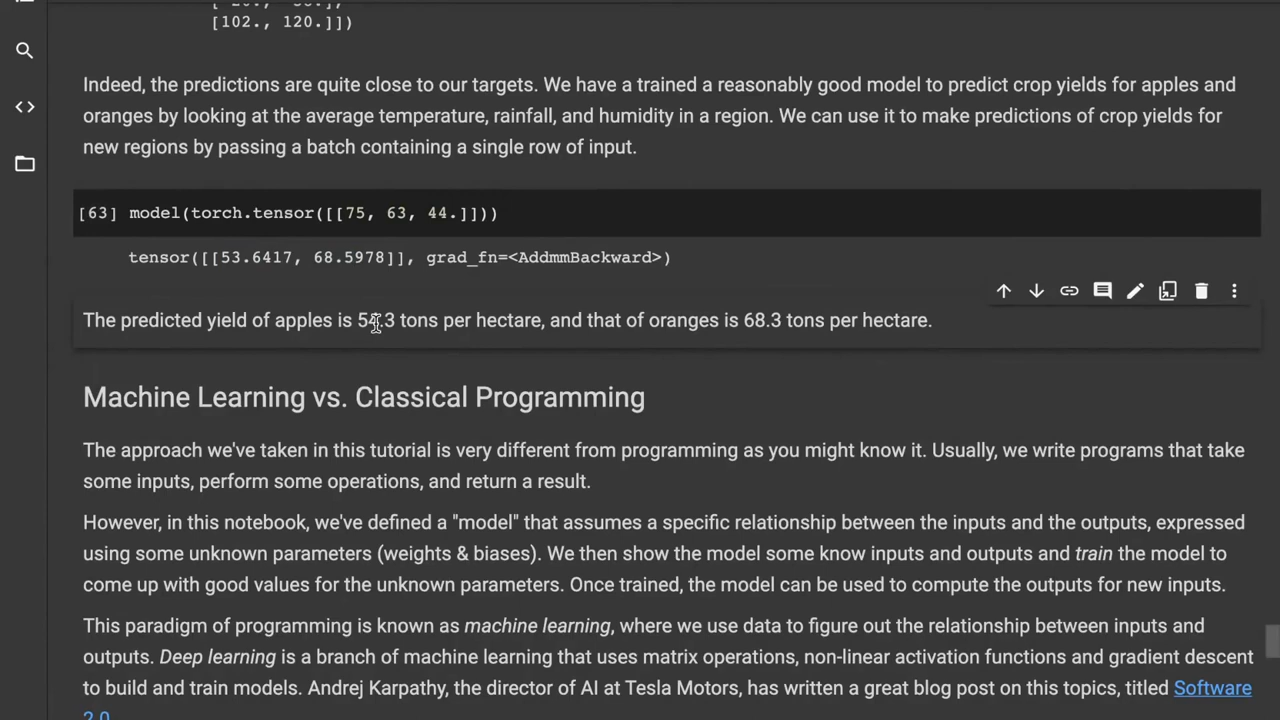 [102., 120.]])
Indeed, the predictions are quite close to our targets. We have a trained a reasonably good model to predict crop yields for apples and
oranges by looking at the average temperature, rainfall, and humidity in a region. We can use it to make predictions of crop yields for
new regions by passing a batch containing a single row of input.
[63] model(torch.tensor([[75, 63, 44.]]))
tensor([[53.6417, 68.5978]], grad_fn=<AddmmBackward>)
The predicted yield of apples is 54.3 tons per hectare, and that of oranges is 68.3 tons per hectare.
Machine Learning vs. Classical Programming
The approach we've taken in this tutorial is very different from programming as you might know it. Usually, we write programs that take
some inputs, perform some operations, and return a result.
However, in this notebook, we've defined a "model" that assumes a specific relationship between the inputs and the outputs, expressed
using some unknown parameters (weights & biases). We then show the model some know inputs and outputs and train the model to
come up with good values for the unknown parameters. Once trained, the model can be used to compute the outputs for new inputs.
This paradigm of programming is known as machine learning, where we use data to figure out the relationship between inputs and
outputs. Deep learning is a branch of machine learning that uses matrix operations, non-linear activation functions and gradient descent
to build and train models. Andrej Karpathy, the director of AI at Tesla Motors, has written a great blog post on this topics, titled Software
2.0